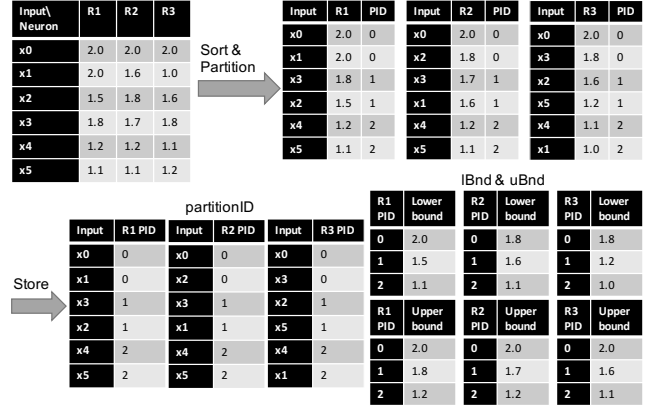 Input\ Neuron R1 R2 R3
x0 2.0 2.0 2.0
x1 2.0 1.6 1.0
x2 1.5 1.8 1.6
x3 1.8 1.7 1.8
x4 1.2 1.2 1.1
x5 1.1 1.1 1.2
Sort &
Partition
Input R1 PID
x0 2.0 0
x1 2.0 0
x3 1.8 1
x2 1.5 1
x4 1.2 2
x5 1.1 2
Input R2 PID
x0 2.0 0
x2 1.8 0
x3 1.7 1
x1 1.6 1
x4 1.2 2
x5 1.1 2
Input R3 PID
x0 2.0 0
x3 1.8 0
x2 1.6 1
x5 1.2 1
x4 1.1 2
x1 1.0 2
Store
partitionID
Input R1 PID
x0 0
x1 0
x3 1
x2 1
x4 2
x5 2
Input R2 PID
x0 0
x2 0
x3 1
x1 1
x4 2
x5 2
Input R3 PID
x0 0
x3 0
x2 1
x5 1
x4 2
x1 2
lBnd & uBnd
R1 PID Lower bound
0 2.0
1 1.5
2 1.1
R2 PID Lower bound
0 1.8
1 1.6
2 1.1
R3 PID Lower bound
0 1.8
1 1.2
2 1.0
R1 PID Upper bound
0 2.0
1 1.8
2 1.2
R2 PID Upper bound
0 2.0
1 1.7
2 1.2
R3 PID Upper bound
0 2.0
1 1.6
2 1.1